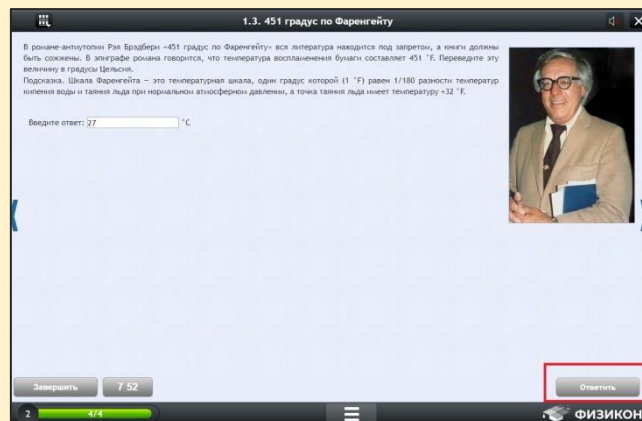 1.3. 451 градус по Фаренгейту
В романе-антиутопии Рэя Брэдбери «451 градус по Фаренгейту» вся литература находится под запретом, а книги должны
быть сожжены. В эпиграфе романа говорится, что температура воспламенения бумаги составляет 451 °F. Переведите эту
величину в градусы Цельсия.
Подсказка. Шкала Фаренгейта – это температурная шкала, один градус которой (1 °F) равен 1/180 разности температур
кипения воды и таяния льда при нормальном атмосферном давлении, а точка таяния льда имеет температуру +32 °F.
Введите ответ: 27 °C
Завершить 7 52 Ответить
2 4/4 ФИЗИКОН